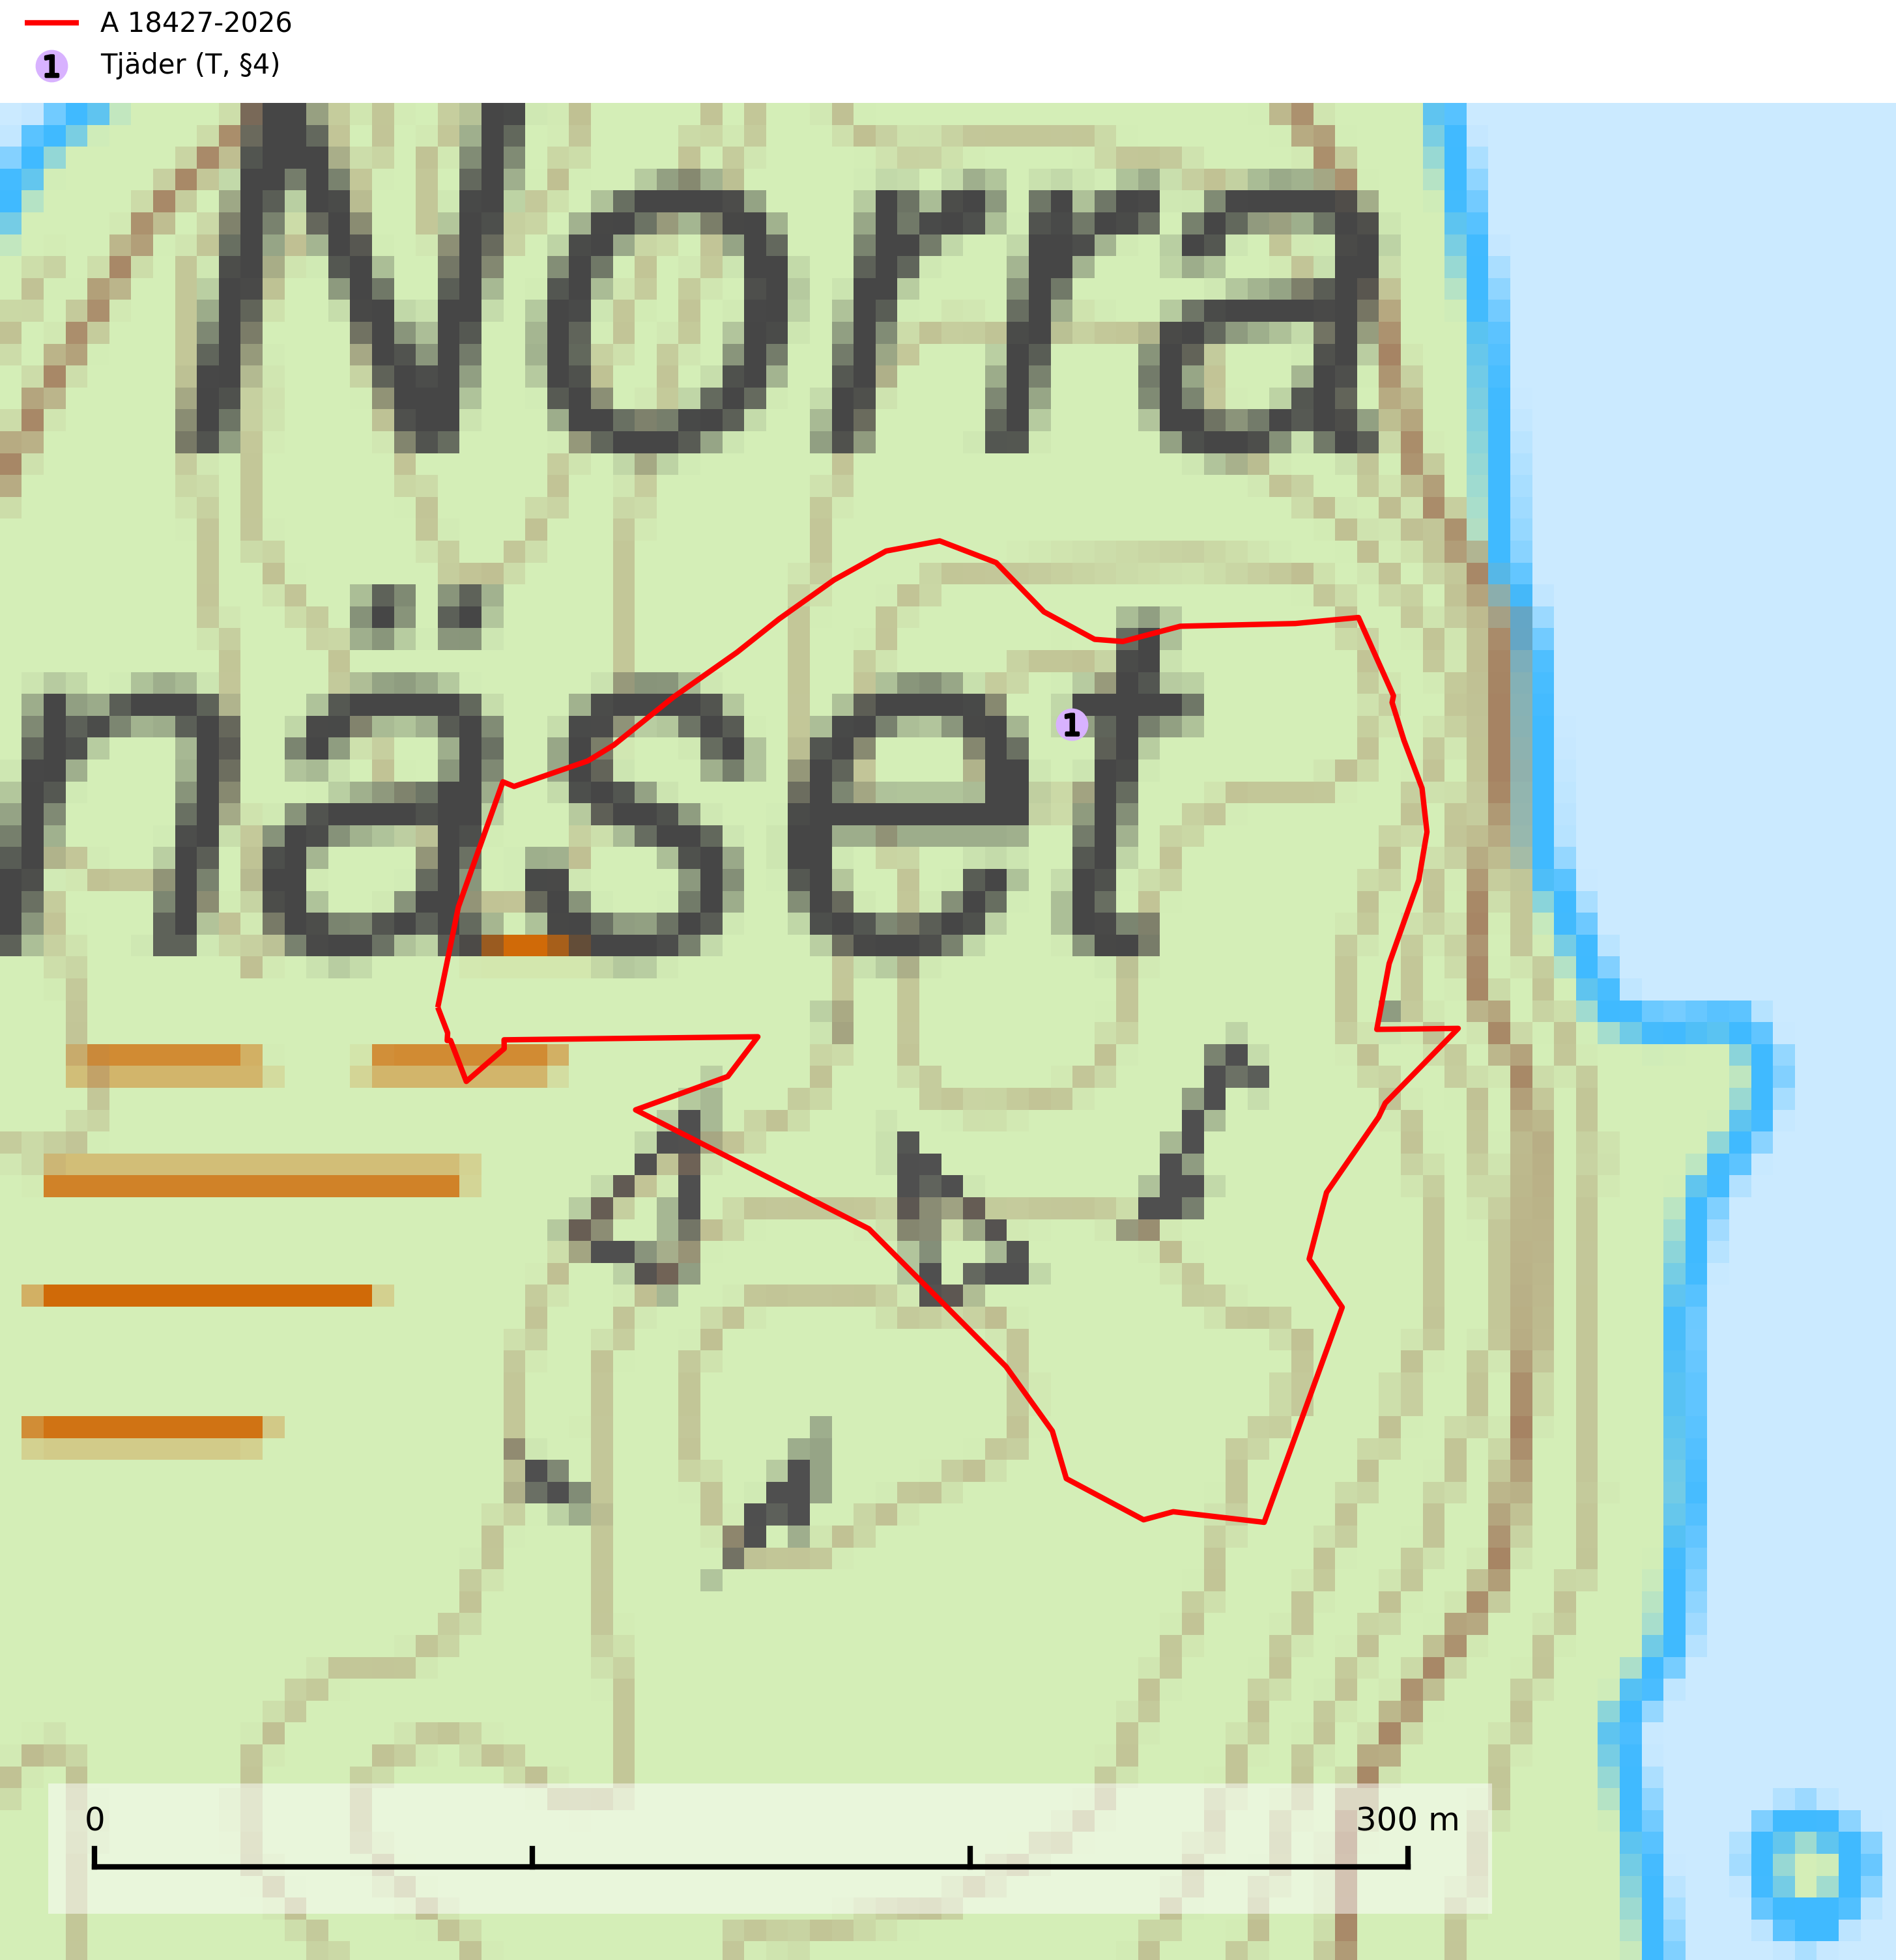 A 18427-2026
1 Tjäder (T, §4)
Norra
näset
1
0 300 m